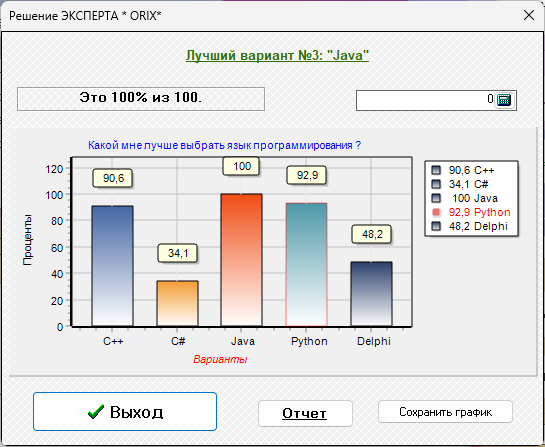 Решение ЭКСПЕРТА * ORIX*
Лучший вариант №3: "Java"
Это 100% из 100.
0
Какой мне лучше выбрать язык программирования ?
120
100
80
60
40
20
0
Проценты
90,6
34,1
100
92,9
48,2
C++
C#
Java
Python
Delphi
Варианты
90,6 C++
34,1 C#
100 Java
92,9 Python
48,2 Delphi
Выход
Отчет
Сохранить график